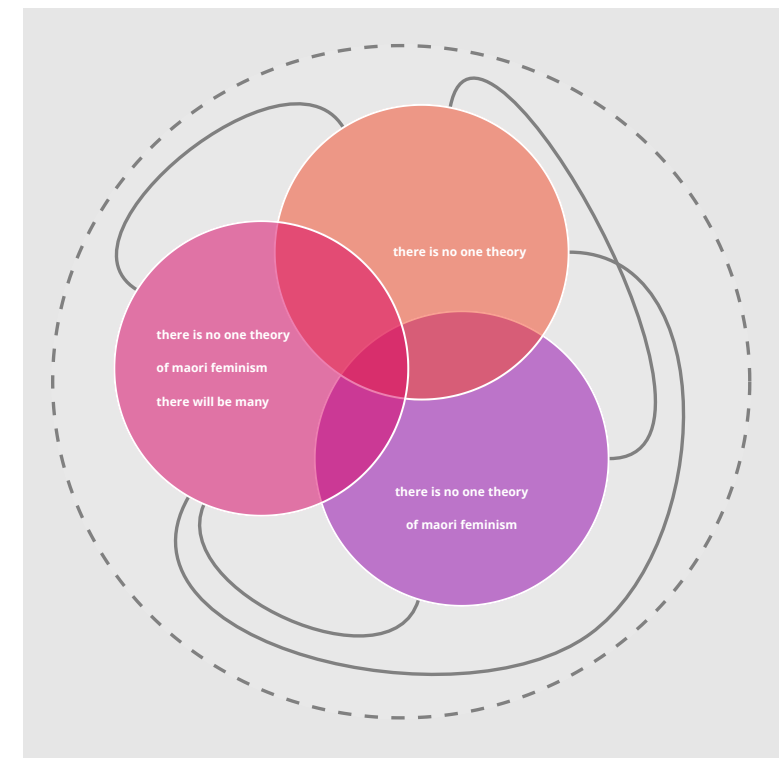 there is no one theory
there is no one theory
of maori feminism
there will be many
there is no one theory
of maori feminism